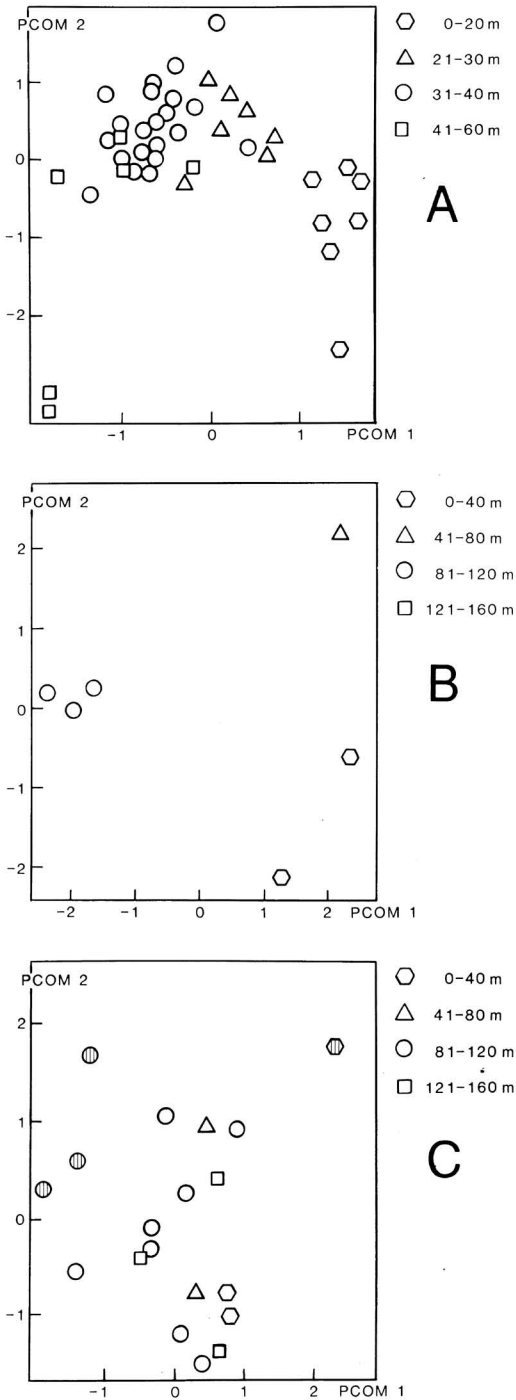 PCOM 2
1
0
-1
-2
-1 0 1 PCOM 1
0-20 m
21-30 m
31-40 m
41-60 m
A
PCOM 2
2
1
0
-1
-2
-2 -1 0 1 2 PCOM 1
0-40 m
41-80 m
81-120 m
121-160 m
B
PCOM 2
2
1
0
-1
-1 0 1 2 PCOM 1
0-40 m
41-80 m
81-120 m
121-160 m
C